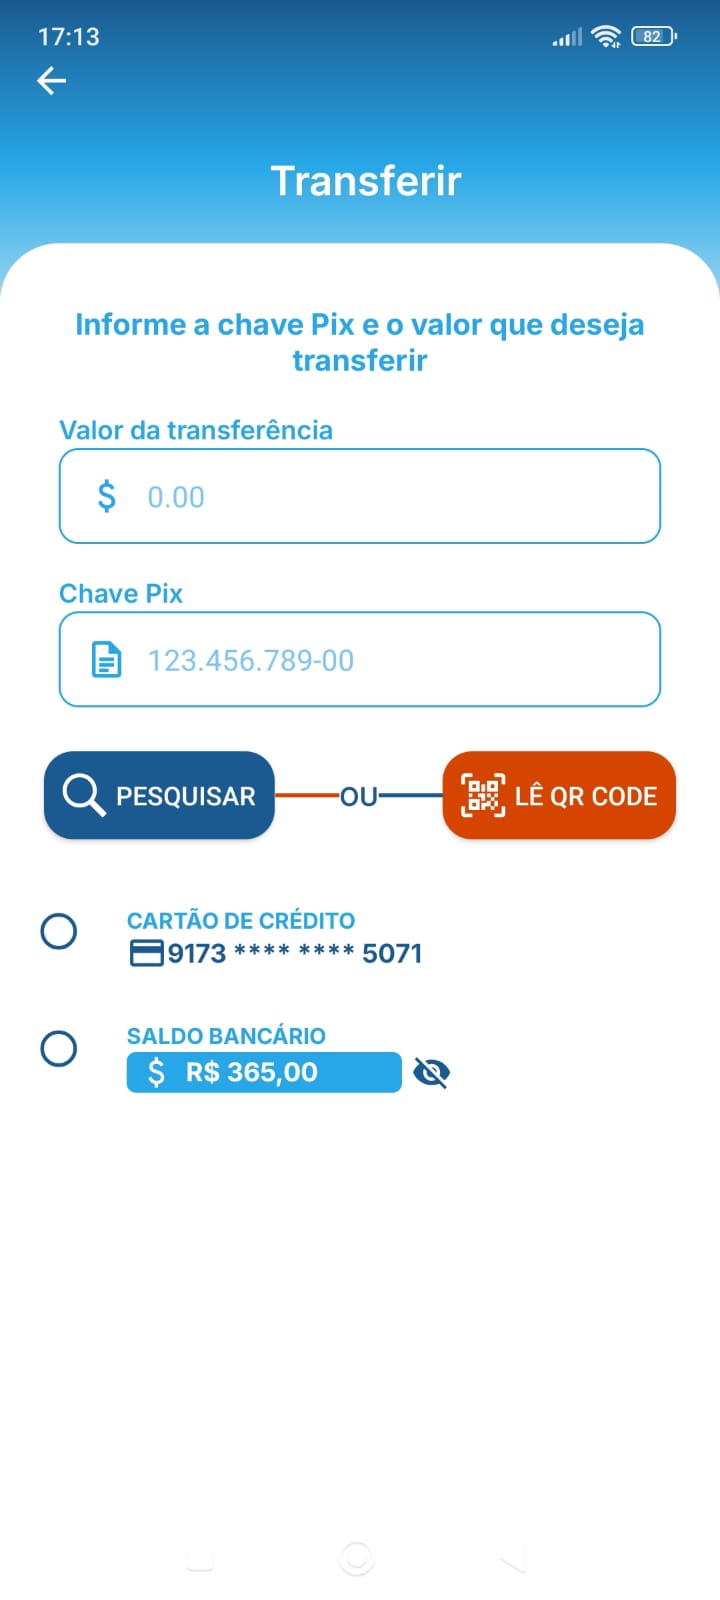 17:13
82
Transferir
Informe a chave Pix e o valor que deseja
transferir
Valor da transferência
$ 0.00
Chave Pix
123.456.789-00
PESQUISAR OU LÊ QR CODE
CARTÃO DE CRÉDITO
9173 **** **** 5071
SALDO BANCÁRIO
$ R$ 365,00